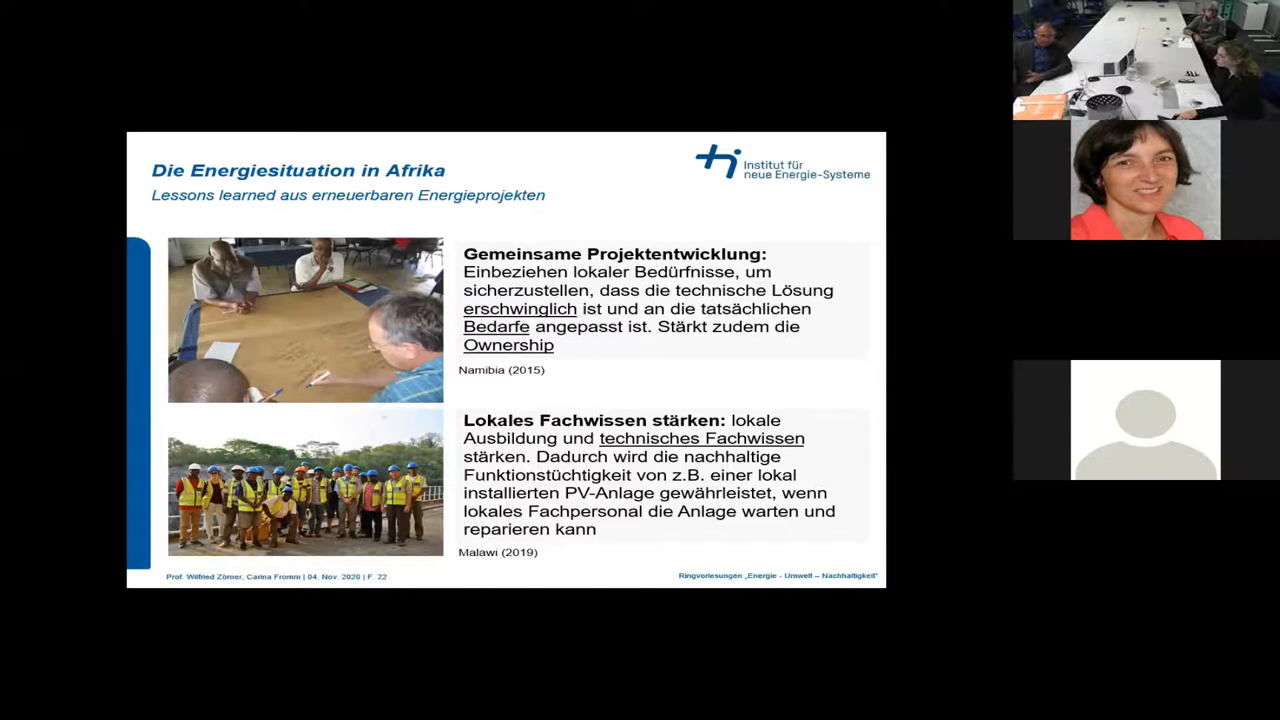 Die Energiesituation in Afrika
Lessons learned aus erneuerbaren Energieprojekten
Institut für
neue Energie-Systeme
Gemeinsame Projektentwicklung:
Einbeziehen lokaler Bedürfnisse, um
sicherzustellen, dass die technische Lösung
erschwinglich ist und an die tatsächlichen
Bedarfe angepasst ist. Stärkt zudem die
Ownership
Namibia (2015)
Lokales Fachwissen stärken: lokale
Ausbildung und technisches Fachwissen
stärken. Dadurch wird die nachhaltige
Funktionstüchtigkeit von z.B. einer lokal
installierten PV-Anlage gewährleistet, wenn
lokales Fachpersonal die Anlage warten und
reparieren kann
Malawi (2019)
Prof. Wilfried Zörner, Carina Fromm | 04. Nov. 2020 | F. 22
Ringvorlesungen „Energie - Umwelt – Nachhaltigkeit"